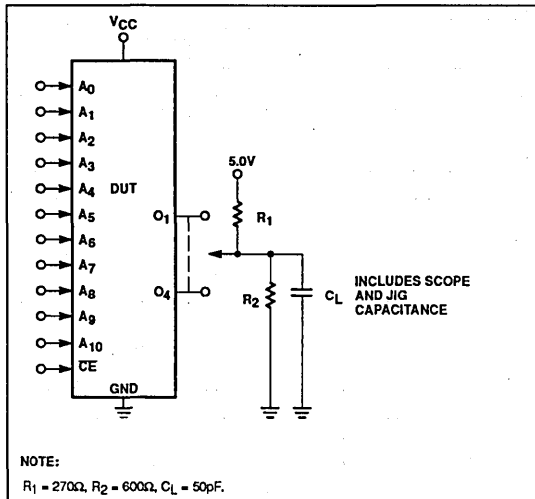 VCC
A0
A1
A2
A3
A4
DUT
A5
A6
A7
A8
A9
A10
CE
GND
O1
O4
5.0V
R1
R2
CL
INCLUDES SCOPE
AND JIG
CAPACITANCE
NOTE:
R1 = 270Ω, R2 = 600Ω, CL = 50pF.